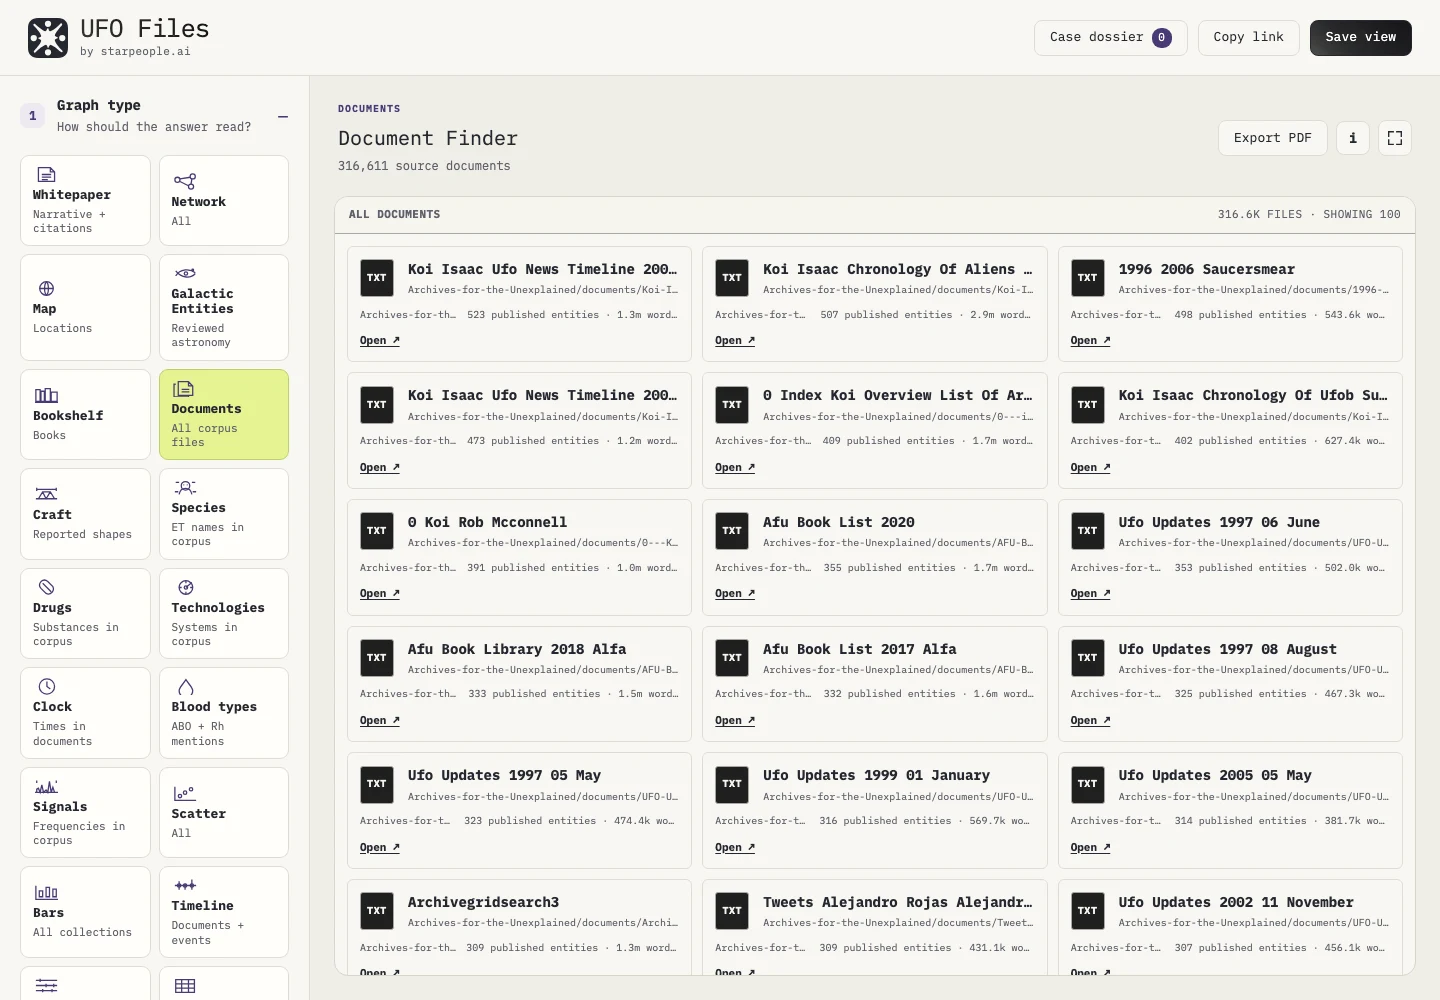 UFO Files
by starpeople.ai
Case dossier 0
Copy link
Save view
1
Graph type
How should the answer read?
Whitepaper
Narrative +
citations
Network
All
Map
Locations
Galactic
Entities
Reviewed
astronomy
Bookshelf
Books
Documents
All corpus
files
Craft
Reported shapes
Species
ET names in
corpus
Drugs
Substances in
corpus
Technologies
Systems in
corpus
Clock
Times in
documents
Blood types
ABO + Rh
mentions
Signals
Frequencies in
corpus
Scatter
All
Bars
All collections
Timeline
Documents +
events
DOCUMENTS
Document Finder
316,611 source documents
Export PDF
i
ALL DOCUMENTS
316.6K FILES · SHOWING 100
TXT
Koi Isaac Ufo News Timeline 200…
Archives-for-the-Unexplained/documents/Koi-I…
Archives-for-th… 523 published entities · 1.3m word…
Open ↗
TXT
Koi Isaac Chronology Of Aliens …
Archives-for-the-Unexplained/documents/Koi-I…
Archives-for-t… 507 published entities · 2.9m word…
Open ↗
TXT
1996 2006 Saucersmear
Archives-for-the-Unexplained/documents/1996-…
Archives-for-t… 498 published entities · 543.6k wo…
Open ↗
TXT
Koi Isaac Ufo News Timeline 200…
Archives-for-the-Unexplained/documents/Koi-I…
Archives-for-th… 473 published entities · 1.2m word…
Open ↗
TXT
0 Index Koi Overview List Of Ar…
Archives-for-the-Unexplained/documents/0---i…
Archives-for-th… 409 published entities · 1.7m word…
Open ↗
TXT
Koi Isaac Chronology Of Ufob Su…
Archives-for-the-Unexplained/documents/Koi-I…
Archives-for-t… 402 published entities · 627.4k wo…
Open ↗
TXT
0 Koi Rob Mcconnell
Archives-for-the-Unexplained/documents/0---K…
Archives-for-th… 391 published entities · 1.0m word…
Open ↗
TXT
Afu Book List 2020
Archives-for-the-Unexplained/documents/AFU-B…
Archives-for-th… 355 published entities · 1.7m word…
Open ↗
TXT
Ufo Updates 1997 06 June
Archives-for-the-Unexplained/documents/UFO-U…
Archives-for-t… 353 published entities · 502.0k wo…
Open ↗
TXT
Afu Book Library 2018 Alfa
Archives-for-the-Unexplained/documents/AFU-B…
Archives-for-th… 333 published entities · 1.5m word…
Open ↗
TXT
Afu Book List 2017 Alfa
Archives-for-the-Unexplained/documents/AFU-B…
Archives-for-th… 332 published entities · 1.6m word…
Open ↗
TXT
Ufo Updates 1997 08 August
Archives-for-the-Unexplained/documents/UFO-U…
Archives-for-t… 325 published entities · 467.3k wo…
Open ↗
TXT
Ufo Updates 1997 05 May
Archives-for-the-Unexplained/documents/UFO-U…
Archives-for-t… 323 published entities · 474.4k wo…
Open ↗
TXT
Ufo Updates 1999 01 January
Archives-for-the-Unexplained/documents/UFO-U…
Archives-for-t… 316 published entities · 569.7k wo…
Open ↗
TXT
Ufo Updates 2005 05 May
Archives-for-the-Unexplained/documents/UFO-U…
Archives-for-t… 314 published entities · 381.7k wo…
Open ↗
TXT
Archivegridsearch3
Archives-for-the-Unexplained/documents/Archi…
Archives-for-th… 309 published entities · 1.3m word…
Open ↗
TXT
Tweets Alejandro Rojas Alejandr…
Archives-for-the-Unexplained/documents/Tweet…
Archives-for-t… 309 published entities · 431.1k wo…
Open ↗
TXT
Ufo Updates 2002 11 November
Archives-for-the-Unexplained/documents/UFO-U…
Archives-for-t… 307 published entities · 456.1k wo…
Open ↗